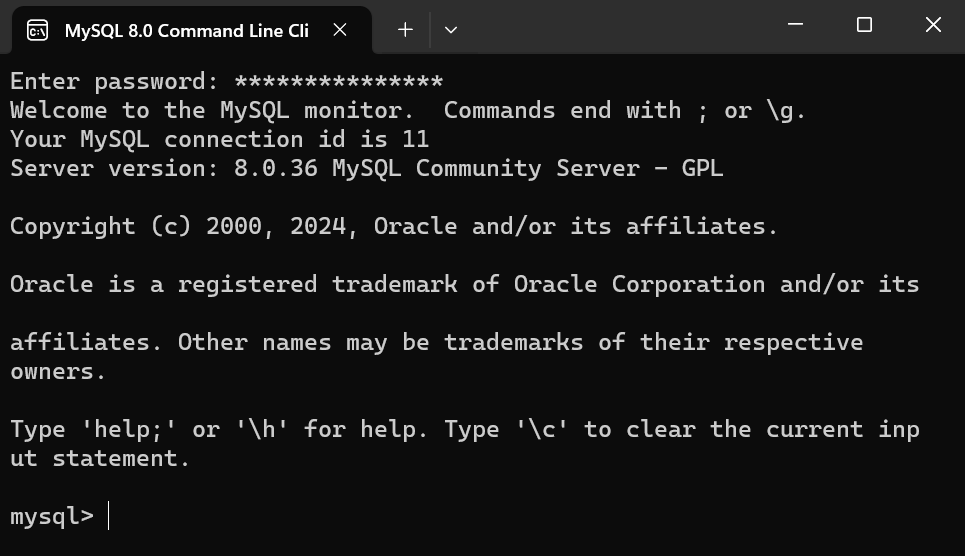 MySQL 8.0 Command Line Cli
Enter password: ***************
Welcome to the MySQL monitor.  Commands end with ; or \g.
Your MySQL connection id is 11
Server version: 8.0.36 MySQL Community Server - GPL
Copyright (c) 2000, 2024, Oracle and/or its affiliates.
Oracle is a registered trademark of Oracle Corporation and/or its
affiliates. Other names may be trademarks of their respective
owners.
Type 'help;' or '\h' for help. Type '\c' to clear the current inp
ut statement.
mysql>